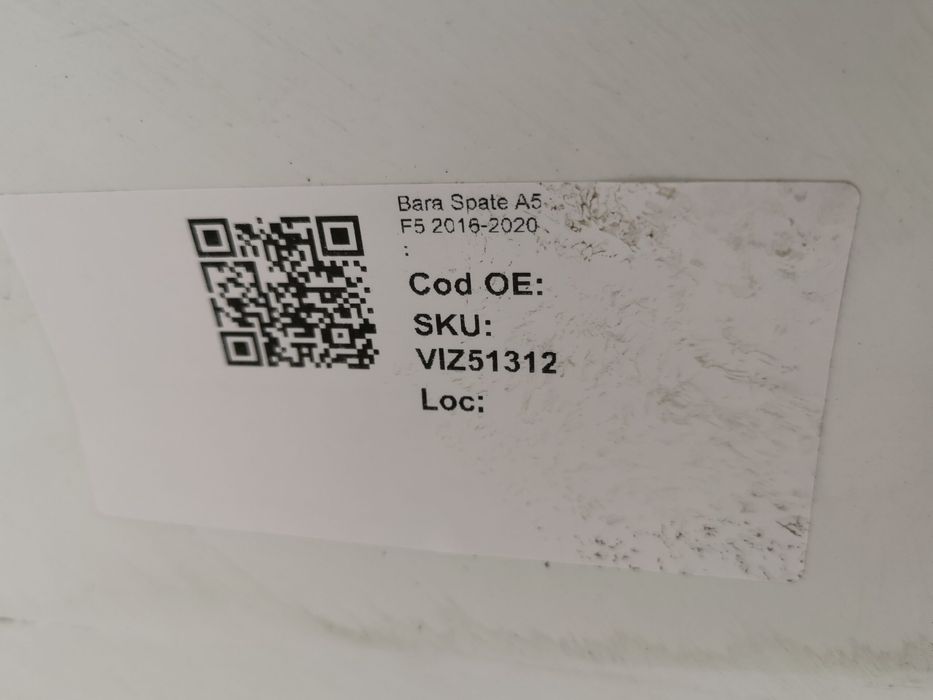 Bara Spate A5
F5 2016-2020
:
Cod OE:
SKU:
VIZ51312
Loc: